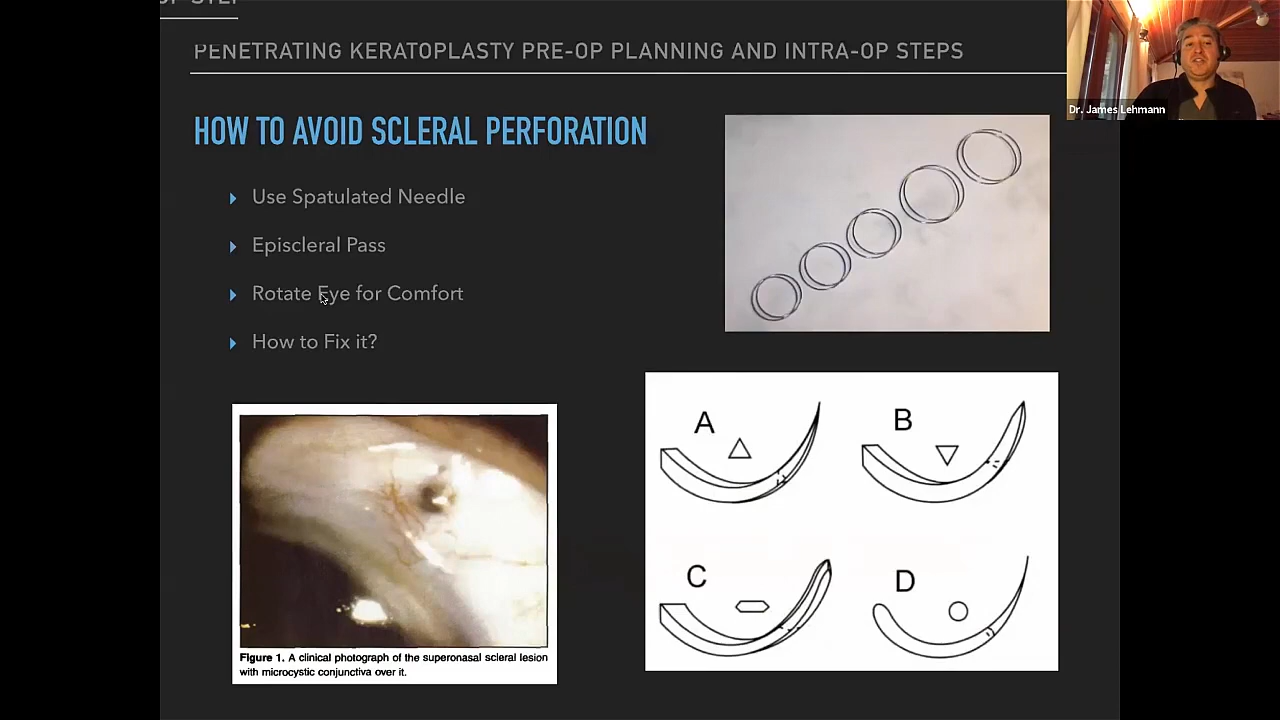 PENETRATING KERATOPLASTY PRE-OP PLANNING AND INTRA-OP STEPS
Dr. James Lehmann
HOW TO AVOID SCLERAL PERFORATION
Use Spatulated Needle
Episcleral Pass
Rotate Eye for Comfort
How to Fix it?
A
B
C
D
Figure 1. A clinical photograph of the superonasal scleral lesion
with microcystic conjunctiva over it.